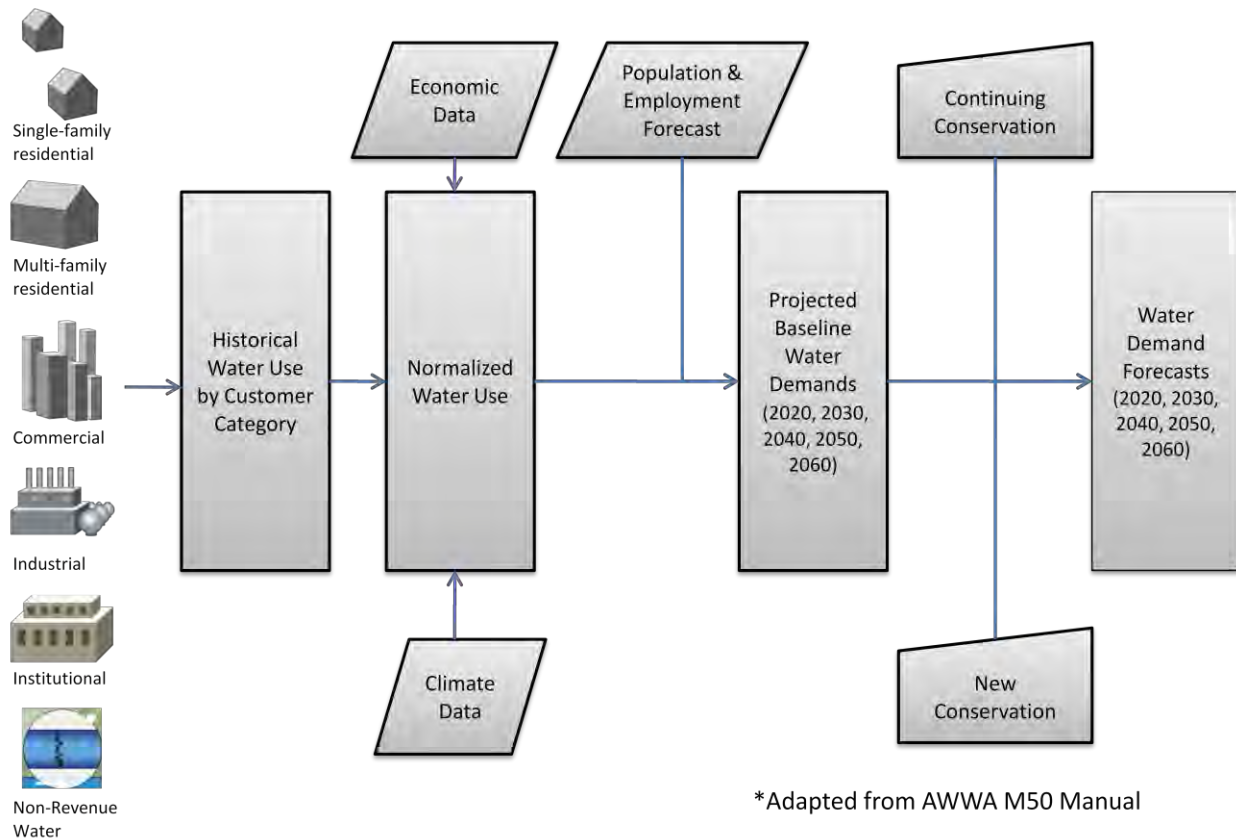 Single-family
residential
Multi-family
residential
Commercial
Industrial
Institutional
Non-Revenue
Water
Historical
Water Use
by Customer
Category
Economic
Data
Normalized
Water Use
Climate
Data
Population &
Employment
Forecast
Projected
Baseline
Water
Demands
(2020, 2030,
2040, 2050,
2060)
Continuing
Conservation
New
Conservation
Water
Demand
Forecasts
(2020, 2030,
2040, 2050,
2060)
*Adapted from AWWA M50 Manual